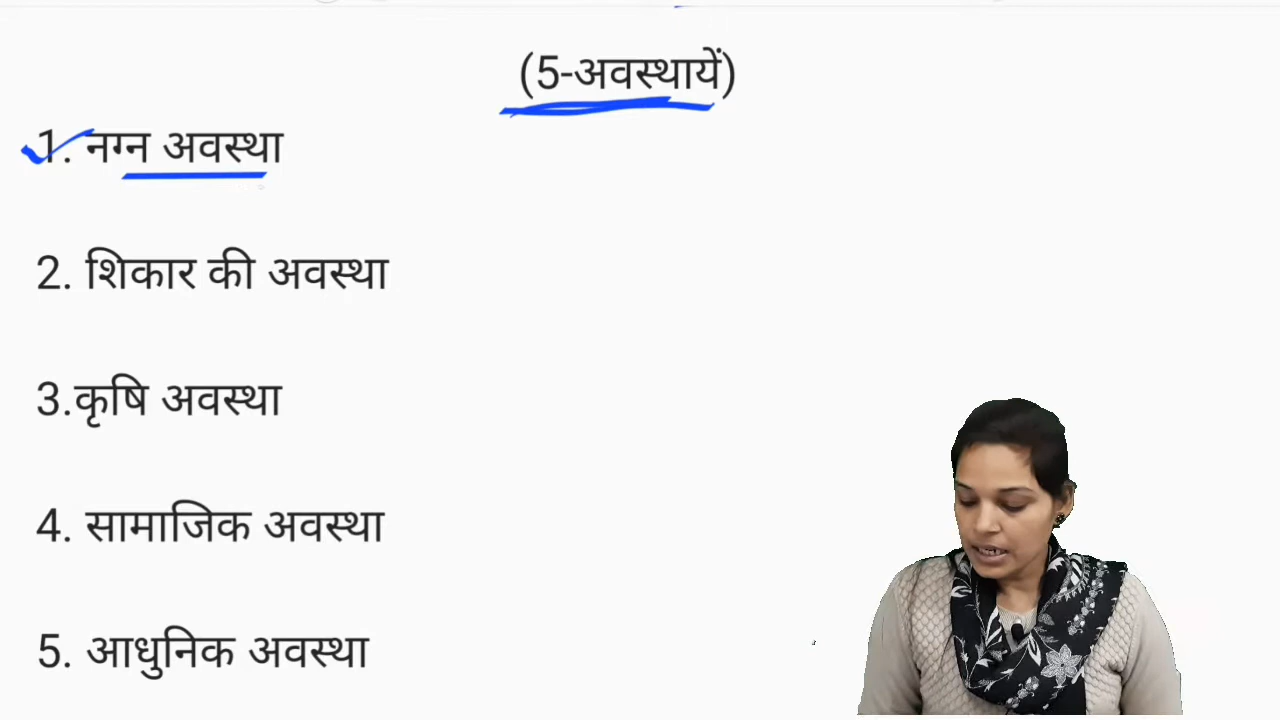 (5-अवस्थायें)
1. नग्न अवस्था
2. शिकार की अवस्था
3.कृषि अवस्था
4. सामाजिक अवस्था
5. आधुनिक अवस्था